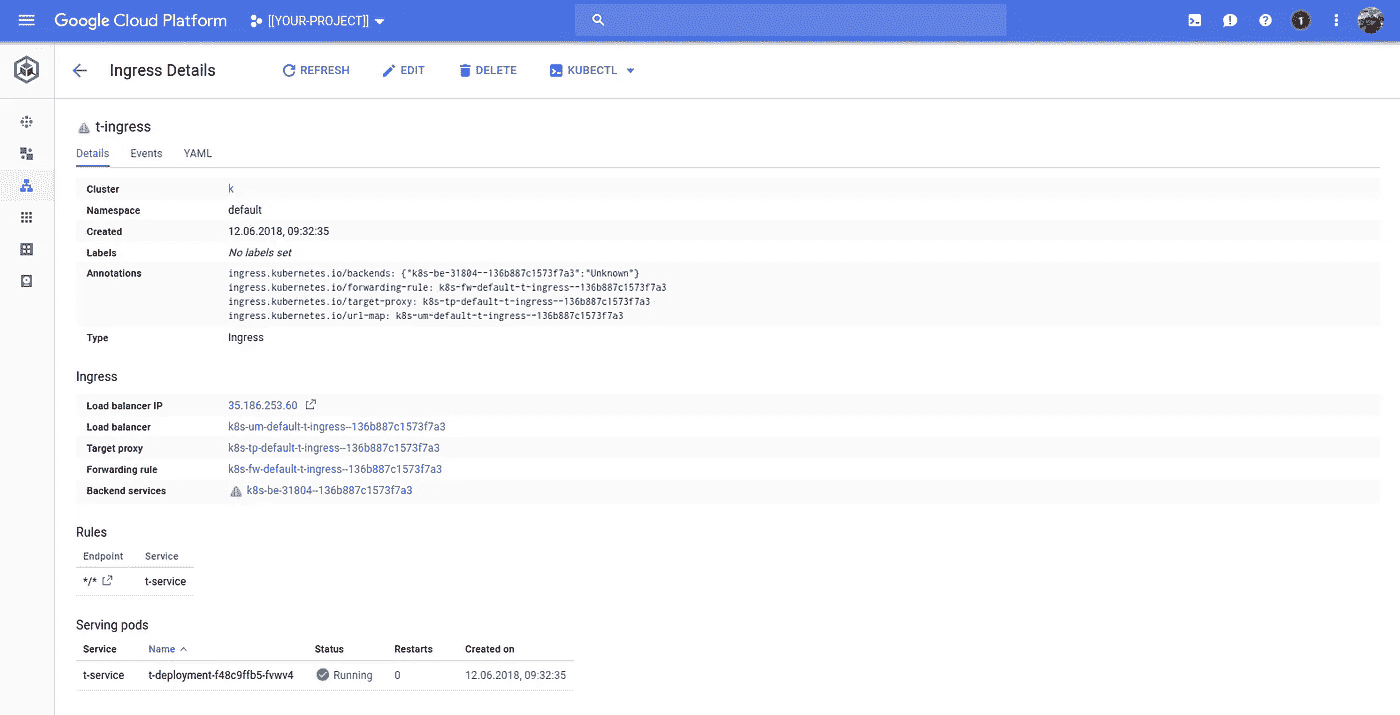 Google Cloud Platform [[YOUR-PROJECT]] 1
Ingress Details REFRESH EDIT DELETE KUBECTL
t-ingress
Details Events YAML
Cluster k
Namespace default
Created 12.06.2018, 09:32:35
Labels No labels set
Annotations ingress.kubernetes.io/backends: {"k8s-be-31804--136b887c1573f7a3":"Unknown"}
ingress.kubernetes.io/forwarding-rule: k8s-fw-default-t-ingress--136b887c1573f7a3
ingress.kubernetes.io/target-proxy: k8s-tp-default-t-ingress--136b887c1573f7a3
ingress.kubernetes.io/url-map: k8s-um-default-t-ingress--136b887c1573f7a3
Type Ingress
Ingress
Load balancer IP 35.186.253.60
Load balancer k8s-um-default-t-ingress--136b887c1573f7a3
Target proxy k8s-tp-default-t-ingress--136b887c1573f7a3
Forwarding rule k8s-fw-default-t-ingress--136b887c1573f7a3
Backend services k8s-be-31804--136b887c1573f7a3
Rules
Endpoint Service
*/* t-service
Serving pods
Service Name Status Restarts Created on
t-service t-deployment-f48c9ffb5-fvwv4 Running 0 12.06.2018, 09:32:35